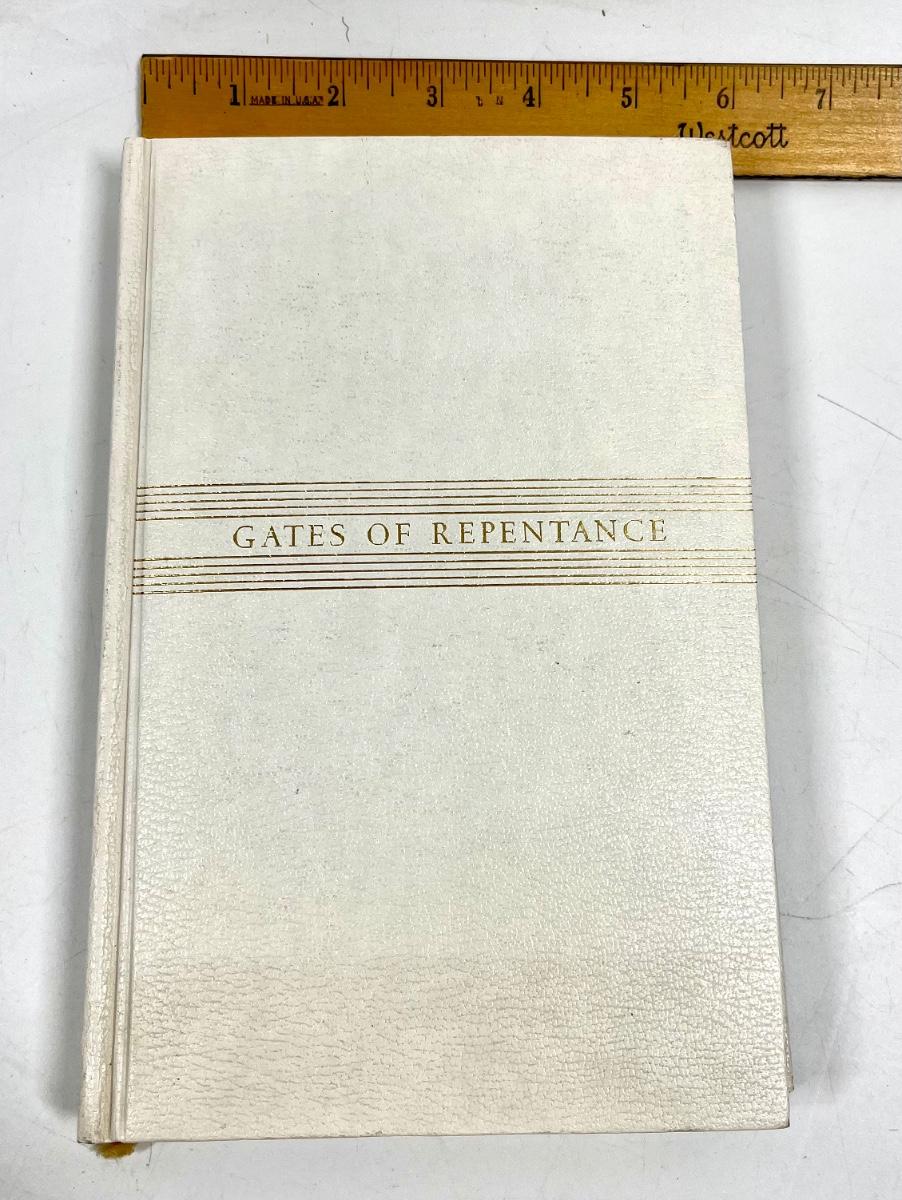 1 MADE IN U.S.A. 2 3 4 5 6 7
Westcott
GATES OF REPENTANCE